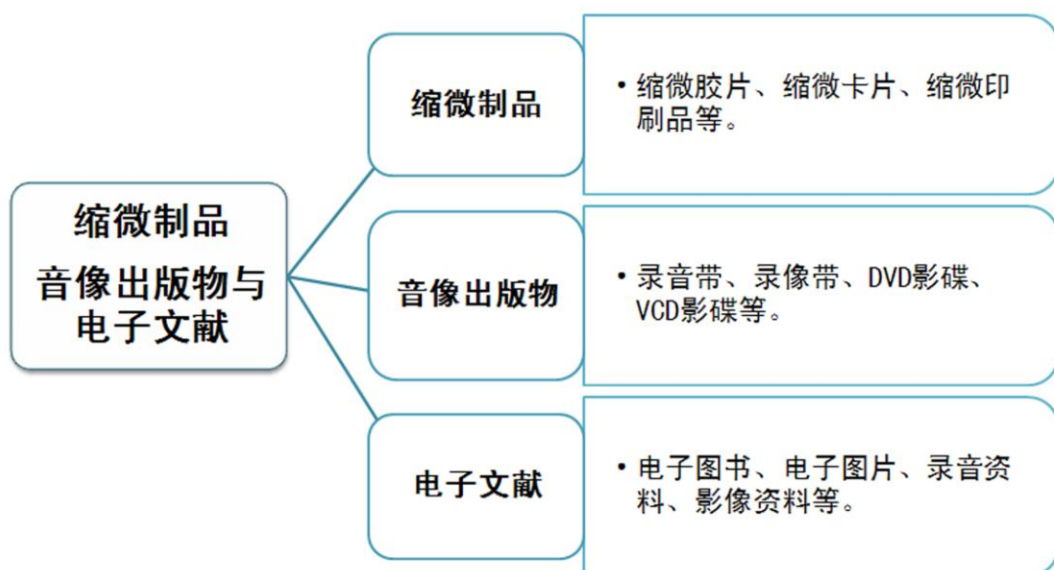 缩微制品
音像出版物与
电子文献
缩微制品
• 缩微胶片、缩微卡片、缩微印
刷品等。
音像出版物
• 录音带、录像带、DVD影碟、
VCD影碟等。
电子文献
• 电子图书、电子图片、录音资
料、影像资料等。